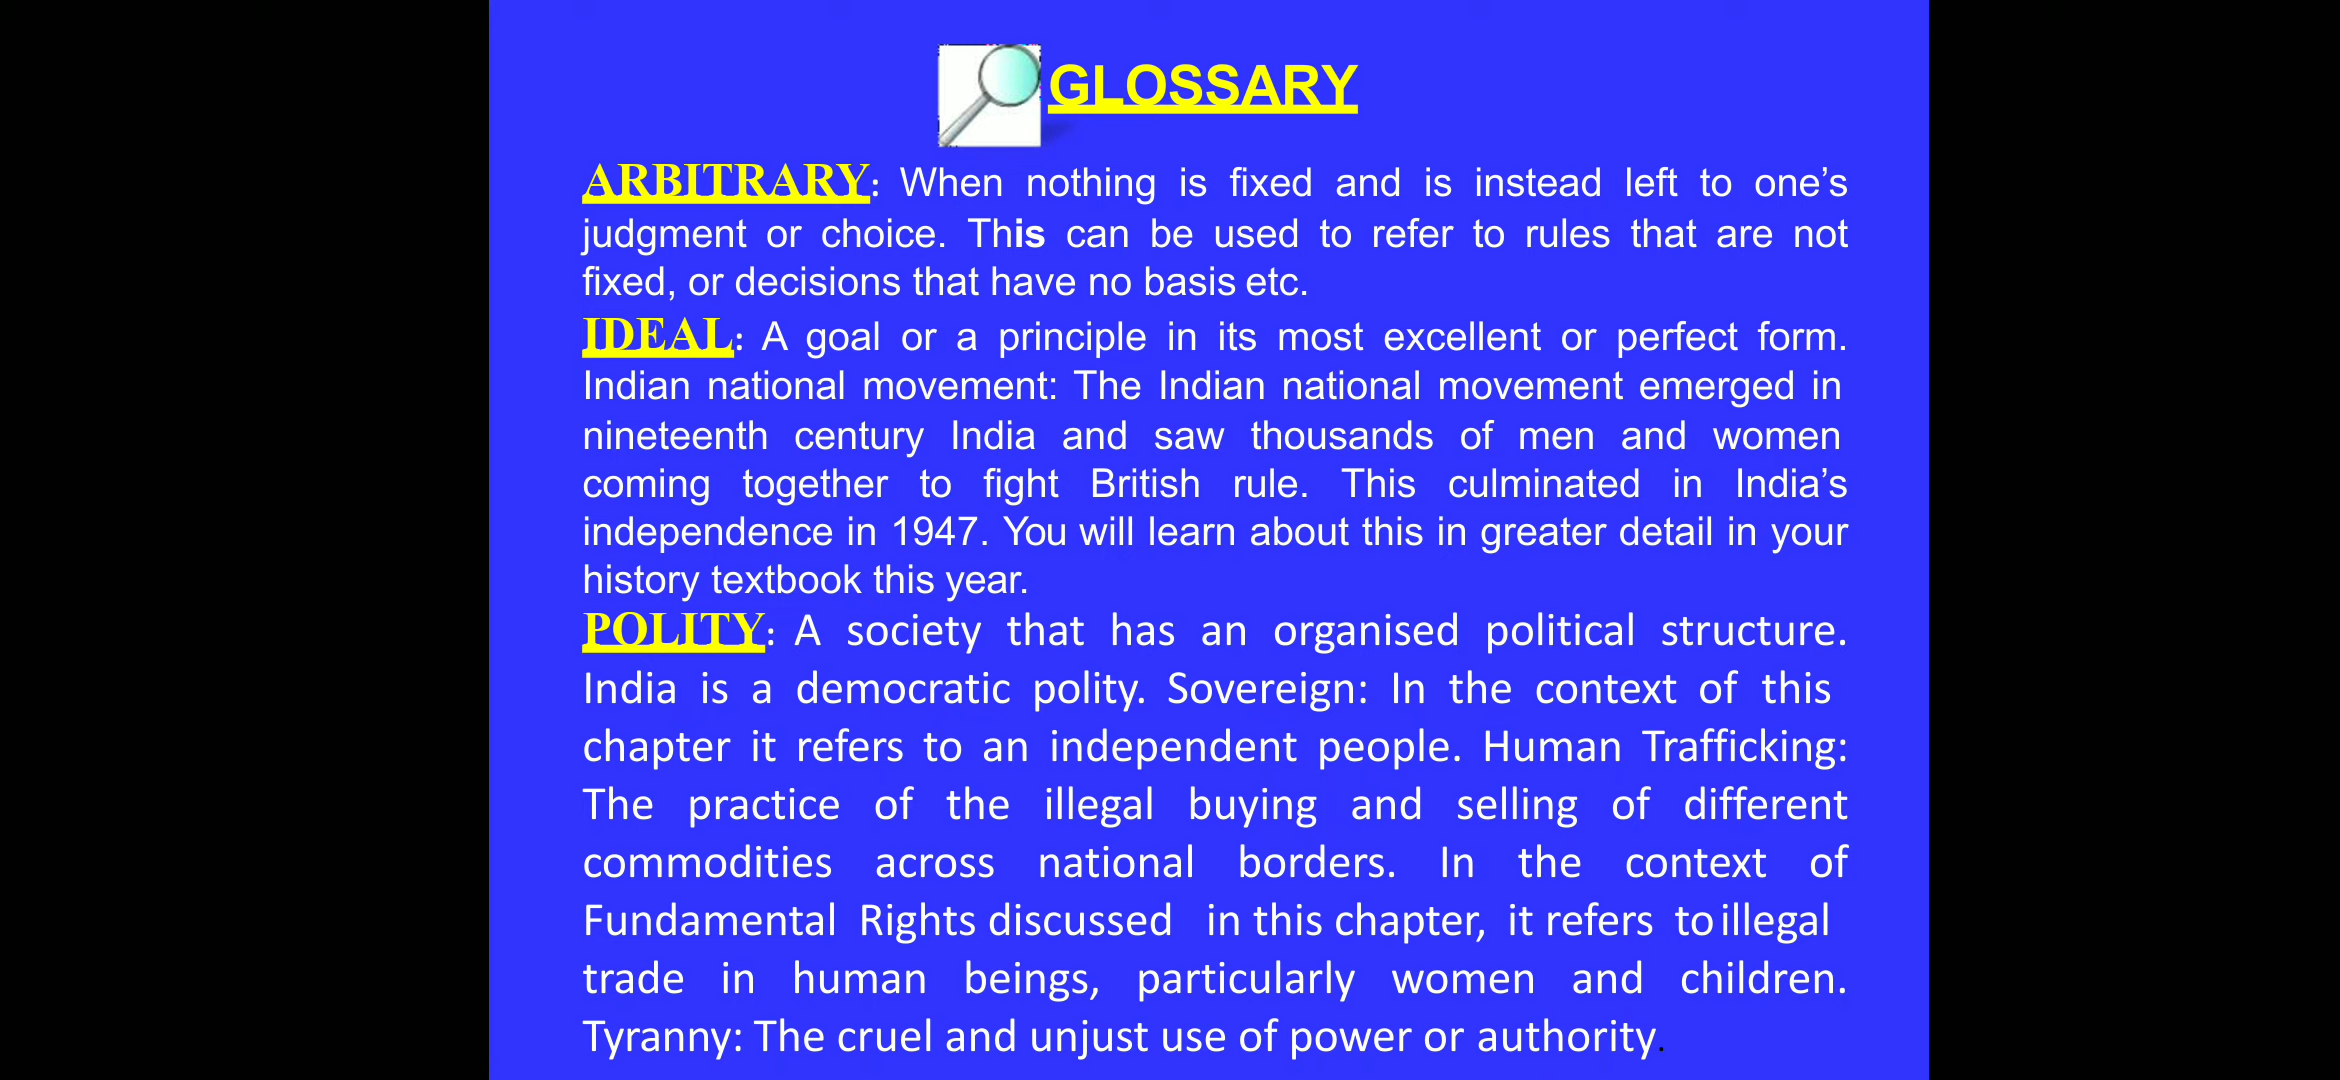 GLOSSARY
ARBITRARY: When nothing is fixed and is instead left to one’s
judgment or choice. This can be used to refer to rules that are not
fixed, or decisions that have no basis etc.
IDEAL: A goal or a principle in its most excellent or perfect form.
Indian national movement: The Indian national movement emerged in
nineteenth century India and saw thousands of men and women
coming together to fight British rule. This culminated in India’s
independence in 1947. You will learn about this in greater detail in your
history textbook this year.
POLITY: A society that has an organised political structure.
India is a democratic polity. Sovereign: In the context of this
chapter it refers to an independent people. Human Trafficking:
The practice of the illegal buying and selling of different
commodities across national borders. In the context of
Fundamental Rights discussed in this chapter, it refers to illegal
trade in human beings, particularly women and children.
Tyranny: The cruel and unjust use of power or authority.